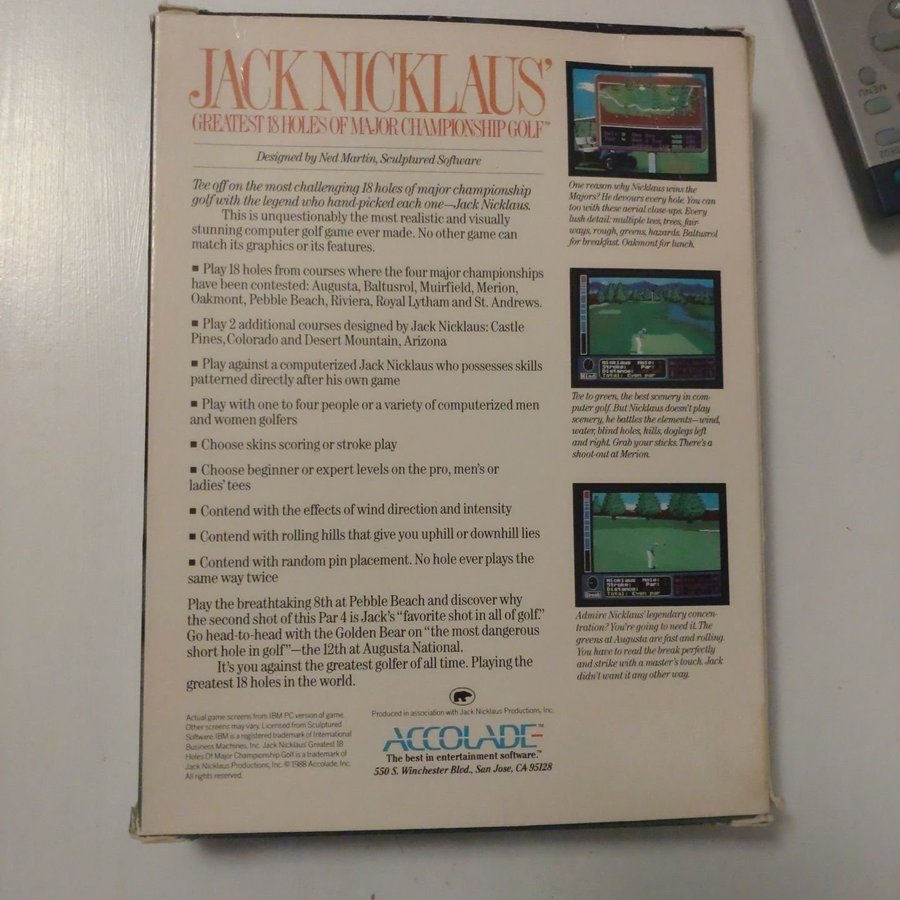 JACK NICKLAUS'
GREATEST 18 HOLES OF MAJOR CHAMPIONSHIP GOLF™
Designed by Ned Martin, Sculptured Software
Tee off on the most challenging 18 holes of major championship
golf with the legend who hand-picked each one—Jack Nicklaus.
This is unquestionably the most realistic and visually
stunning computer golf game ever made. No other game can
match its graphics or its features.
■ Play 18 holes from courses where the four major championships
have been contested: Augusta, Baltusrol, Muirfield, Merion,
Oakmont, Pebble Beach, Riviera, Royal Lytham and St. Andrews.
■ Play 2 additional courses designed by Jack Nicklaus: Castle
Pines, Colorado and Desert Mountain, Arizona
■ Play against a computerized Jack Nicklaus who possesses skills
patterned directly after his own game
■ Play with one to four people or a variety of computerized men
and women golfers
■ Choose skins scoring or stroke play
■ Choose beginner or expert levels on the pro, men's or
ladies' tees
■ Contend with the effects of wind direction and intensity
■ Contend with rolling hills that give you uphill or downhill lies
■ Contend with random pin placement. No hole ever plays the
same way twice
Play the breathtaking 8th at Pebble Beach and discover why
the second shot of this Par 4 is Jack's "favorite shot in all of golf."
Go head-to-head with the Golden Bear on "the most dangerous
short hole in golf"—the 12th at Augusta National.
It's you against the greatest golfer of all time. Playing the
greatest 18 holes in the world.
Actual game screens from IBM PC version of game.
Other screens may vary. Licensed from Sculptured
Software. IBM is a registered trademark of International
Business Machines, Inc. Jack Nicklaus' Greatest 18
Holes Of Major Championship Golf is a trademark of
Jack Nicklaus Productions, Inc. © 1988 Accolade, Inc.
All rights reserved.
Produced in association with Jack Nicklaus Productions, Inc.
ACCOLADE™
The best in entertainment software.™
550 S. Winchester Blvd., San Jose, CA 95128
One reason why Nicklaus wins the
Majors? He devours every hole. You can
too with these aerial close-ups. Every
lush detail: multiple tees, trees, fair
ways, rough, greens, hazards. Baltusrol
for breakfast. Oakmont for lunch.
Nicklaus Hole:
Stroke: Par:
Distance:
Wind Total: Even par
Tee to green, the best scenery in com-
puter golf. But Nicklaus doesn't play
scenery, he battles the elements—wind,
water, blind holes, hills, doglegs left
and right. Grab your sticks. There's a
shoot-out at Merion.
Nicklaus Hole:
Stroke: Par:
Distance:
Break Total: Even par
Admire Nicklaus' legendary concen-
tration? You're going to need it. The
greens at Augusta are fast and rolling.
You have to read the break perfectly
and strike with a master's touch. Jack
didn't want it any other way.
MENU